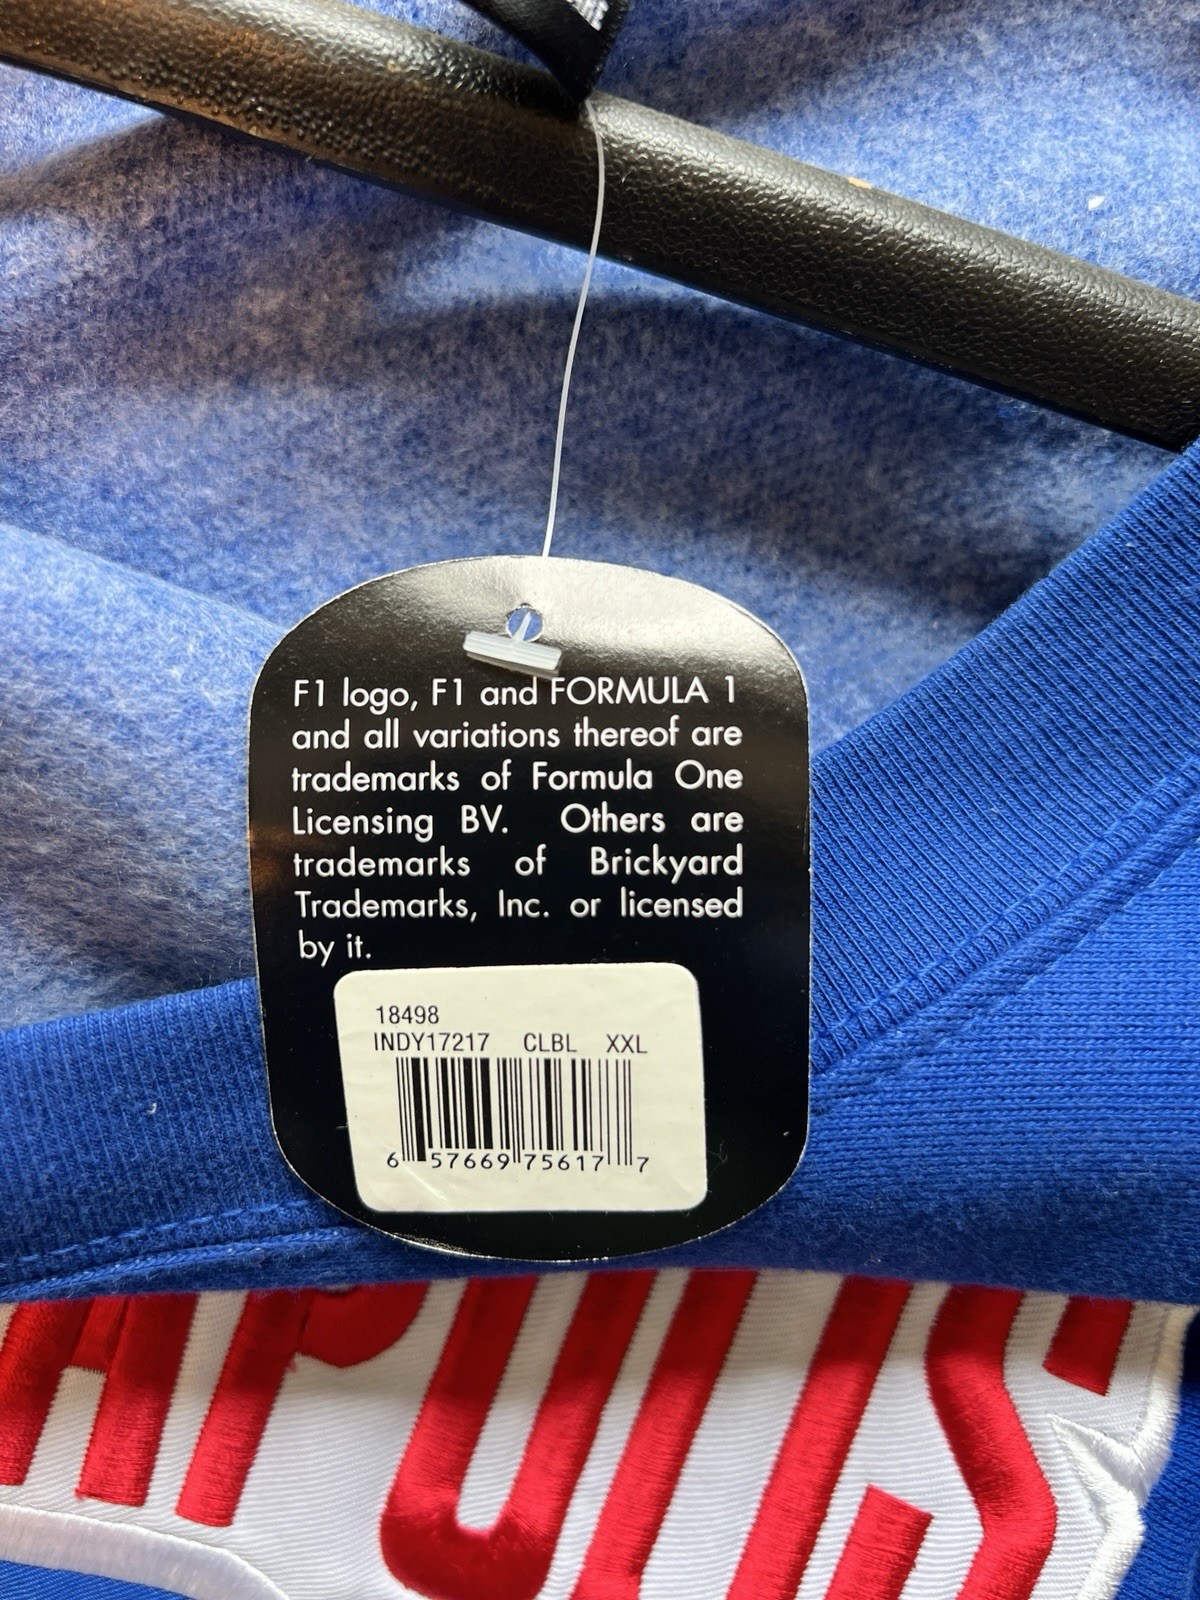 F1 logo, F1 and FORMULA 1
and all variations thereof are
trademarks of Formula One
Licensing BV. Others are
trademarks of Brickyard
Trademarks, Inc. or licensed
by it.
18498
INDY17217 CLBL XXL
6 57669 75617 7
APOLIS